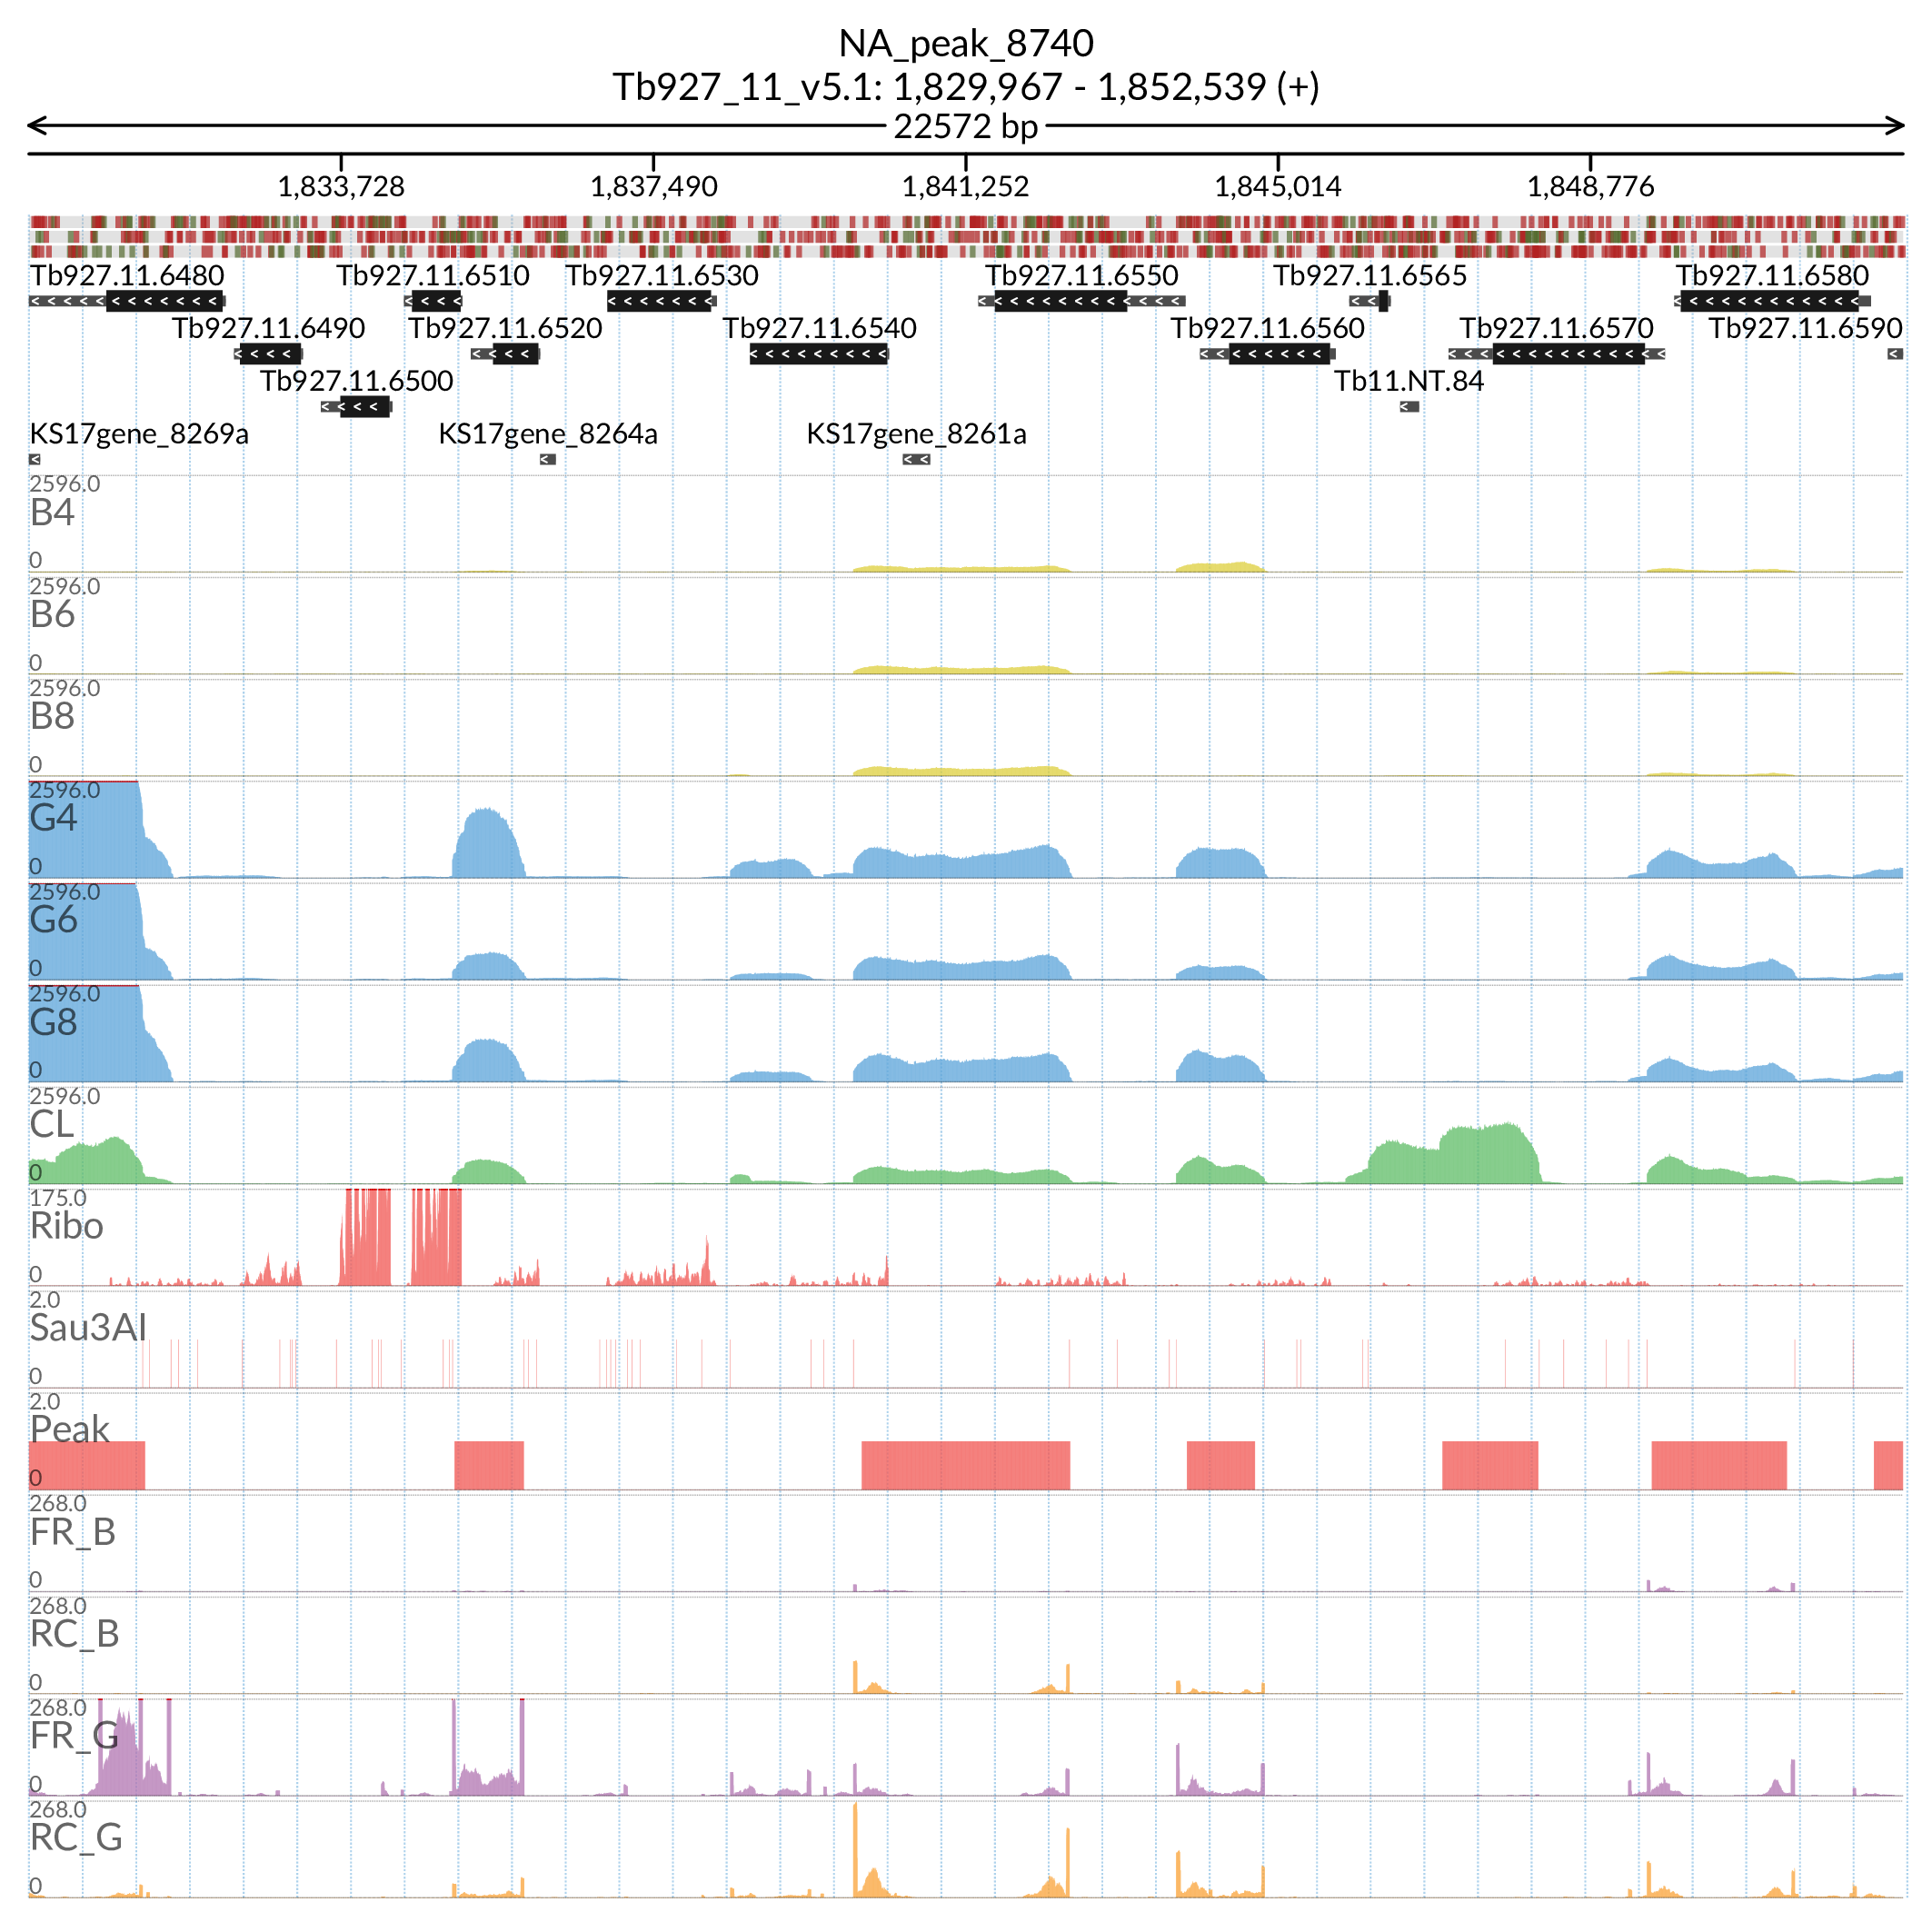 NA_peak_8740
Tb927_11_v5.1: 1,829,967 - 1,852,539 (+)
22572 bp
1,833,728 1,837,490 1,841,252 1,845,014 1,848,776
Tb927.11.6480 Tb927.11.6510 Tb927.11.6530 Tb927.11.6550 Tb927.11.6565 Tb927.11.6580
Tb927.11.6490 Tb927.11.6520 Tb927.11.6540 Tb927.11.6560 Tb927.11.6570 Tb927.11.6590
Tb927.11.6500 Tb11.NT.84
KS17gene_8269a KS17gene_8264a KS17gene_8261a
2596.0
B4
0
2596.0
B6
0
2596.0
B8
0
2596.0
G4
0
2596.0
G6
0
2596.0
G8
0
2596.0
CL
0
175.0
Ribo
0
2.0
Sau3AI
0
2.0
Peak
0
268.0
FR_B
0
268.0
RC_B
0
268.0
FR_G
0
268.0
RC_G
0